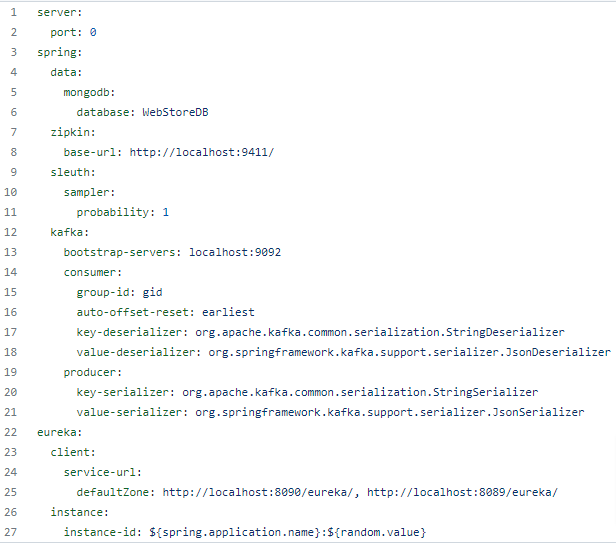 1 server:
2   port: 0
3 spring:
4   data:
5     mongodb:
6       database: WebStoreDB
7   zipkin:
8     base-url: http://localhost:9411/
9   sleuth:
10     sampler:
11       probability: 1
12   kafka:
13     bootstrap-servers: localhost:9092
14     consumer:
15       group-id: gid
16       auto-offset-reset: earliest
17       key-deserializer: org.apache.kafka.common.serialization.StringDeserializer
18       value-deserializer: org.springframework.kafka.support.serializer.JsonDeserializer
19     producer:
20       key-serializer: org.apache.kafka.common.serialization.StringSerializer
21       value-serializer: org.springframework.kafka.support.serializer.JsonSerializer
22 eureka:
23   client:
24     service-url:
25       defaultZone: http://localhost:8090/eureka/, http://localhost:8089/eureka/
26   instance:
27     instance-id: ${spring.application.name}:${random.value}